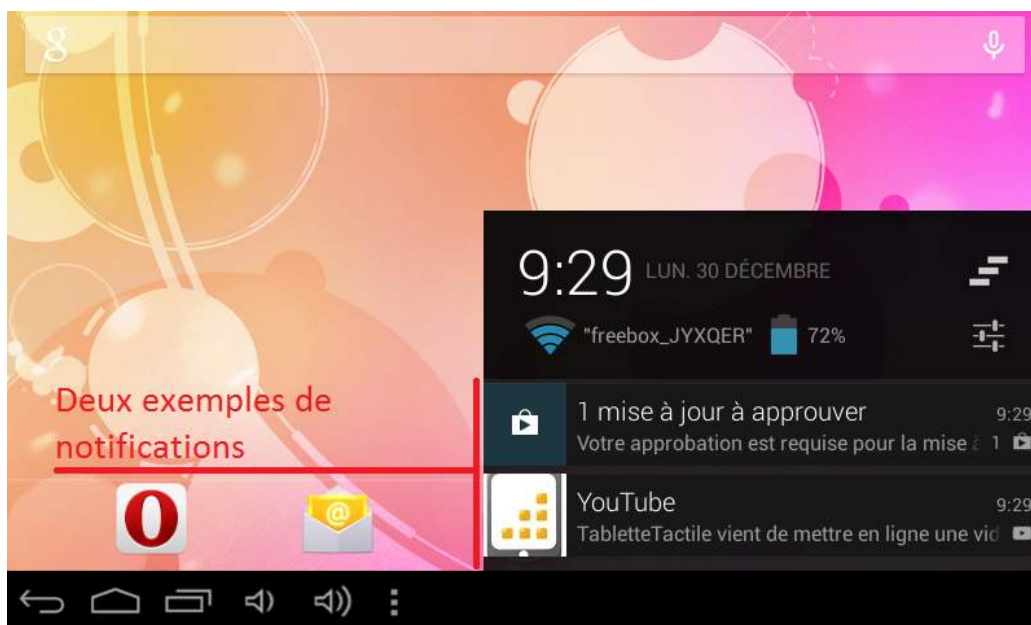 g
9:29 LUN. 30 DÉCEMBRE
"freebox_JYXQER" 72%
Deux exemples de
notifications
1 mise à jour à approuver 9:29
Votre approbation est requise pour la mise à 1
YouTube 9:29
TabletteTactile vient de mettre en ligne une vid
@